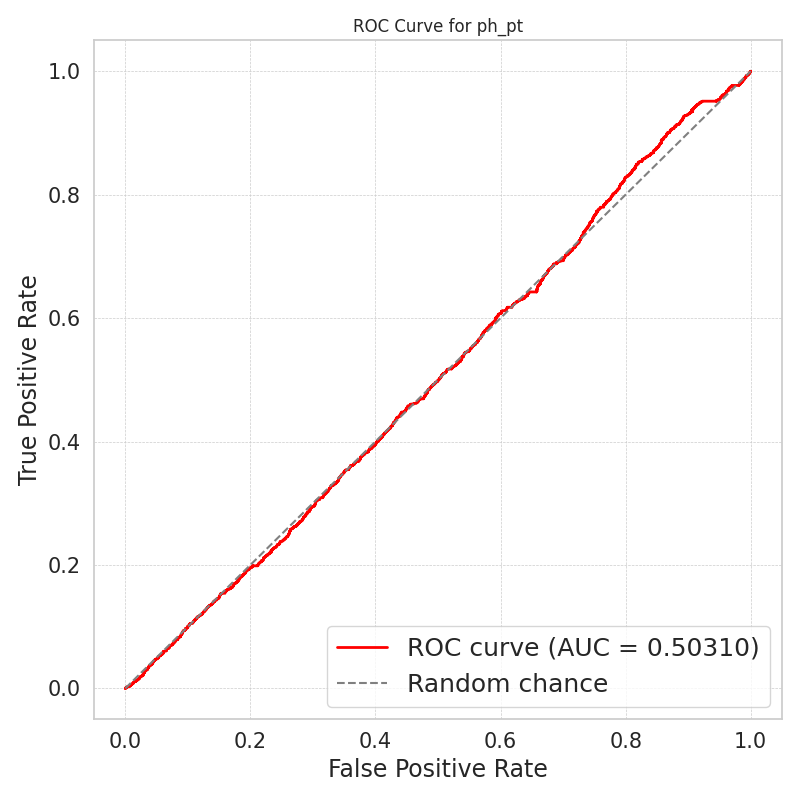 ROC Curve for ph_pt
1.0
0.8
0.6
0.4
0.2
0.0
True Positive Rate
ROC curve (AUC = 0.50310)
Random chance
0.0 0.2 0.4 0.6 0.8 1.0
False Positive Rate